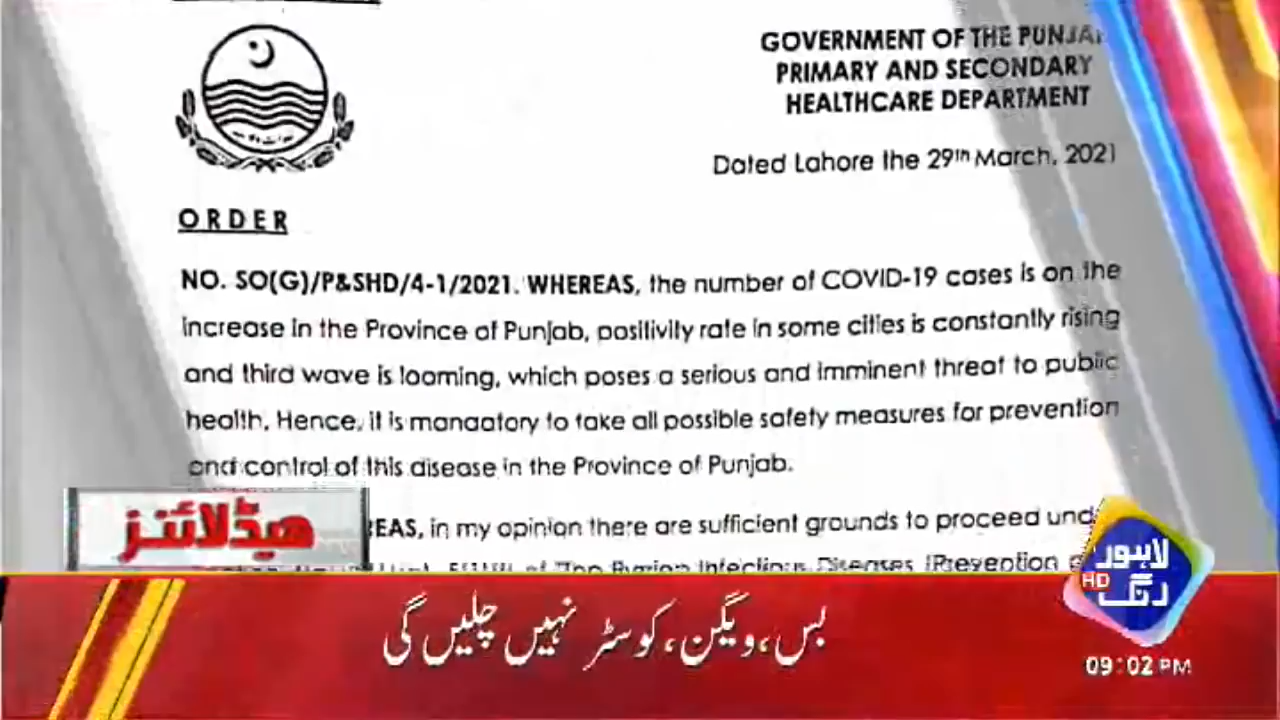 GOVERNMENT OF THE PUNJA
PRIMARY AND SECONDARY
HEALTHCARE DEPARTMENT
Dated Lahore the 29th March, 2021
ORDER
NO. SO(G)/P&SHD/4-1/2021. WHEREAS, the number of COVID-19 cases is on the
increase in the Province of Punjab, positivity rate in some cities is constantly rising
and third wave is looming, which poses a serious and imminent threat to public
health. Hence, it is mandatory to take all possible safety measures for prevention
and control of this disease in the Province of Punjab.
EAS, in my opinion there are sufficient grounds to proceed und
Infectious Diseases (Prevention
ہیڈلائنز
لاہور
HD رنگ
بس، ویگن، کوسٹر نہیں چلیں گی
09:02 PM